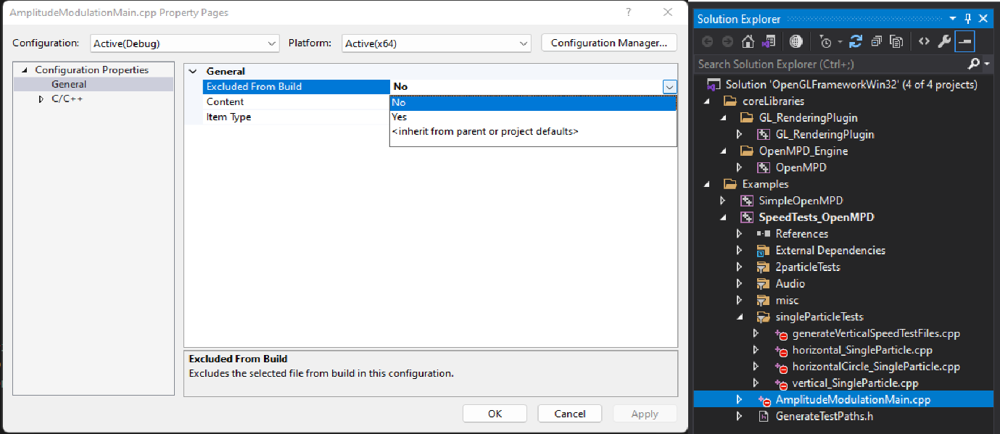 AmplitudeModulationMain.cpp Property Pages
?
Configuration: Active(Debug) Platform: Active(x64) Configuration Manager...
Configuration Properties
General
C/C++
General
Excluded From Build No
Content No
Item Type Yes
<inherit from parent or project defaults>
Excluded From Build
Excludes the selected file from build in this configuration.
OK Cancel Apply
Solution Explorer
Search Solution Explorer (Ctrl+;)
Solution 'OpenGLFrameworkWin32' (4 of 4 projects)
coreLibraries
GL_RenderingPlugin
GL_RenderingPlugin
OpenMPD_Engine
OpenMPD
Examples
SimpleOpenMPD
SpeedTests_OpenMPD
References
External Dependencies
2particleTests
Audio
misc
singleParticleTests
generateVerticalSpeedTestFiles.cpp
horizontal_SingleParticle.cpp
horizontalCircle_SingleParticle.cpp
vertical_SingleParticle.cpp
AmplitudeModulationMain.cpp
GenerateTestPaths.h